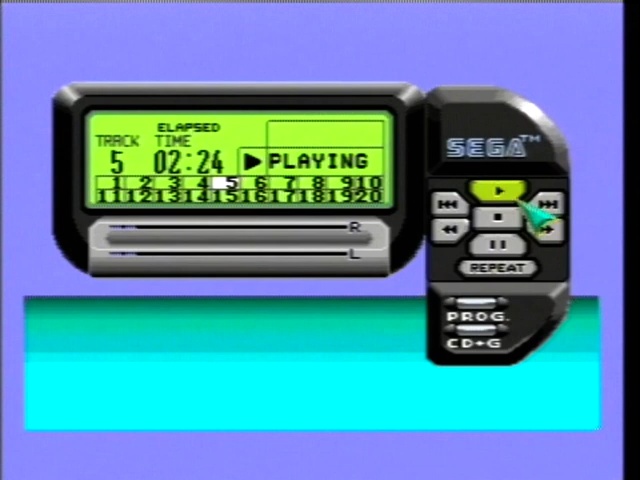 ELAPSED
TRACK TIME
5 02:24 PLAYING
1 2 3 4 5 6 7 8 9 10
11 12 13 14 15 16 17 18 19 20
R
L
SEGA™
REPEAT
PROG.
CD+G